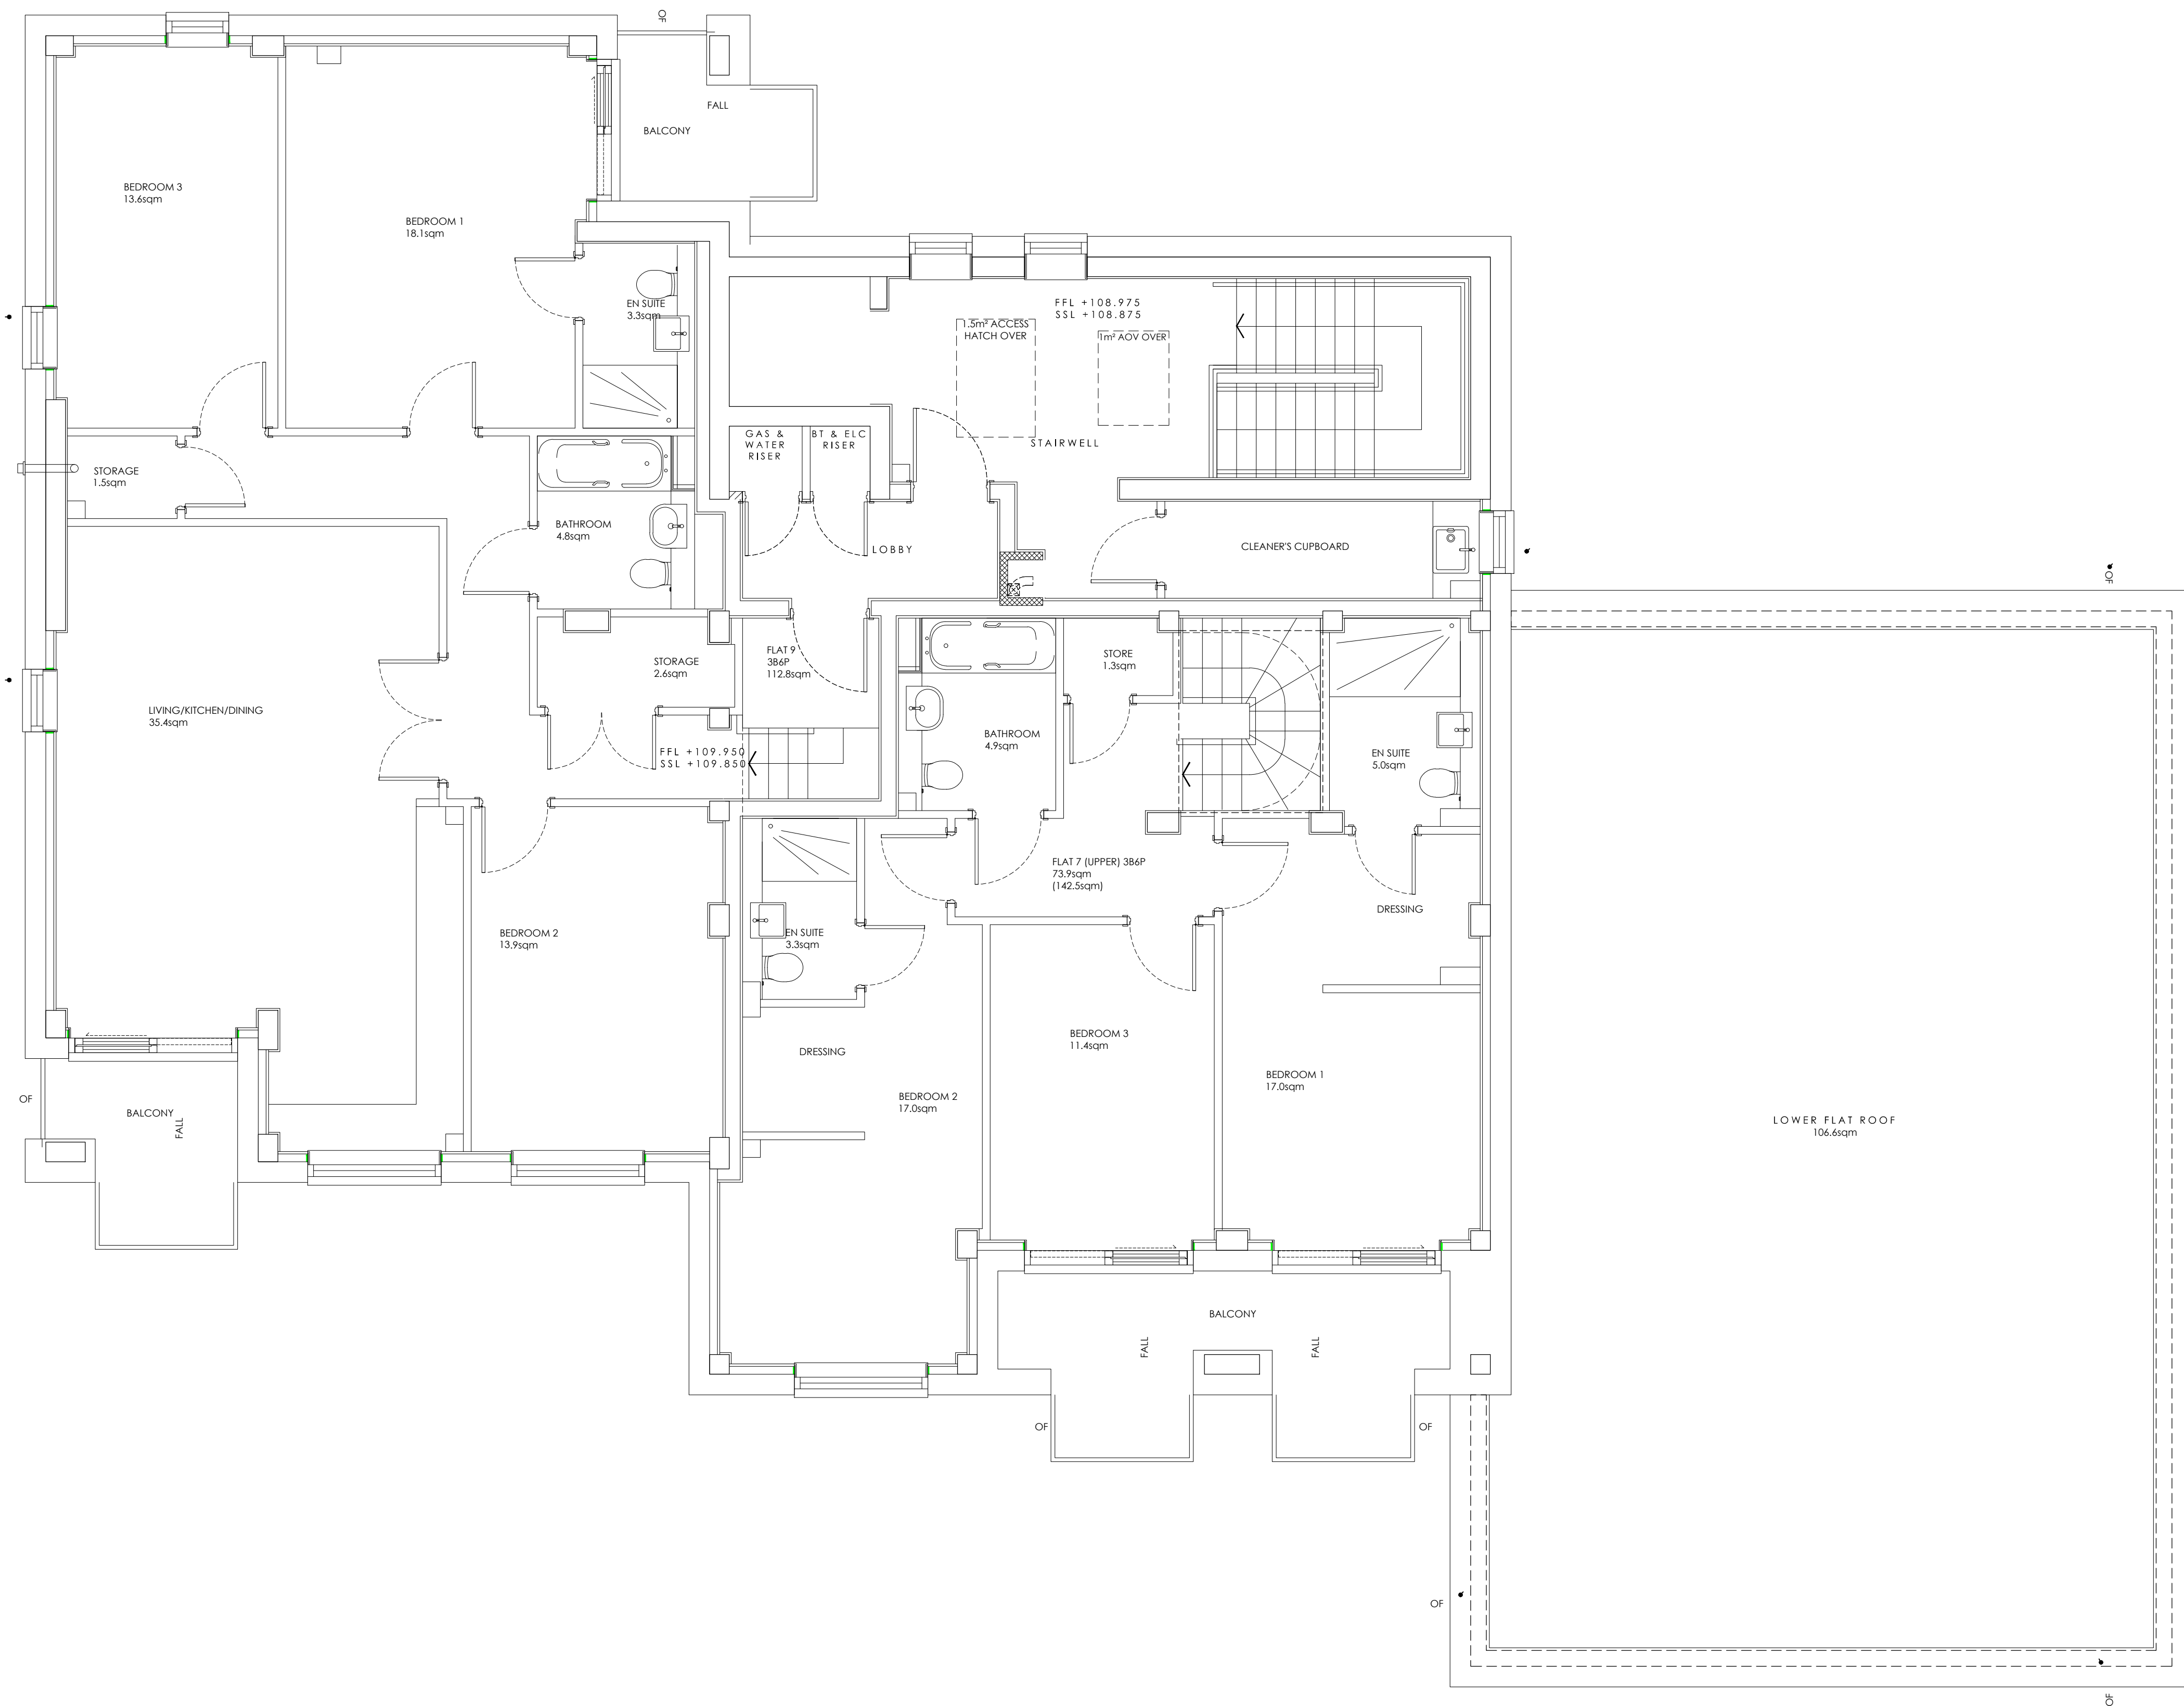 OF
FALL
BALCONY
BEDROOM 3
13.6sqm
BEDROOM 1
18.1sqm
EN SUITE
3.3sqm
FFL +108.975
SSL +108.875
1.5m² ACCESS
HATCH OVER
1m² AOV OVER
GAS &
WATER
RISER
BT & ELC
RISER
STAIRWELL
STORAGE
1.5sqm
BATHROOM
4.8sqm
LOBBY
CLEANER'S CUPBOARD
OF
STORAGE
2.6sqm
FLAT 9
3B6P
112.8sqm
STORE
1.3sqm
LIVING/KITCHEN/DINING
35.4sqm
BATHROOM
4.9sqm
FFL +109.950
SSL +109.850
EN SUITE
5.0sqm
FLAT 7 (UPPER) 3B6P
73.9sqm
(142.5sqm)
DRESSING
BEDROOM 2
13.9sqm
EN SUITE
3.3sqm
BEDROOM 3
11.4sqm
DRESSING
BEDROOM 1
17.0sqm
BEDROOM 2
17.0sqm
OF
BALCONY
FALL
LOWER FLAT ROOF
106.6sqm
BALCONY
FALL
FALL
OF
OF
OF
OF